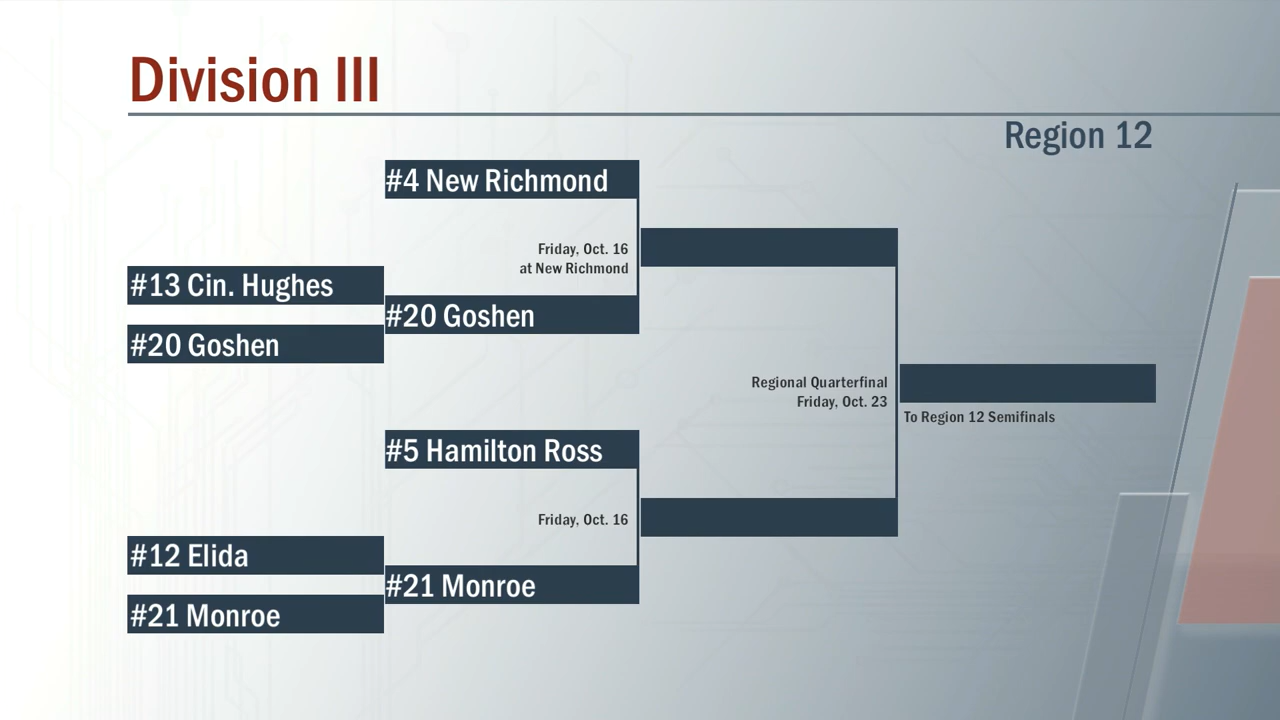 Division III
Region 12
#4 New Richmond
Friday, Oct. 16
at New Richmond
#13 Cin. Hughes
#20 Goshen
#20 Goshen
Regional Quarterfinal
Friday, Oct. 23
To Region 12 Semifinals
#5 Hamilton Ross
Friday, Oct. 16
#12 Elida
#21 Monroe
#21 Monroe